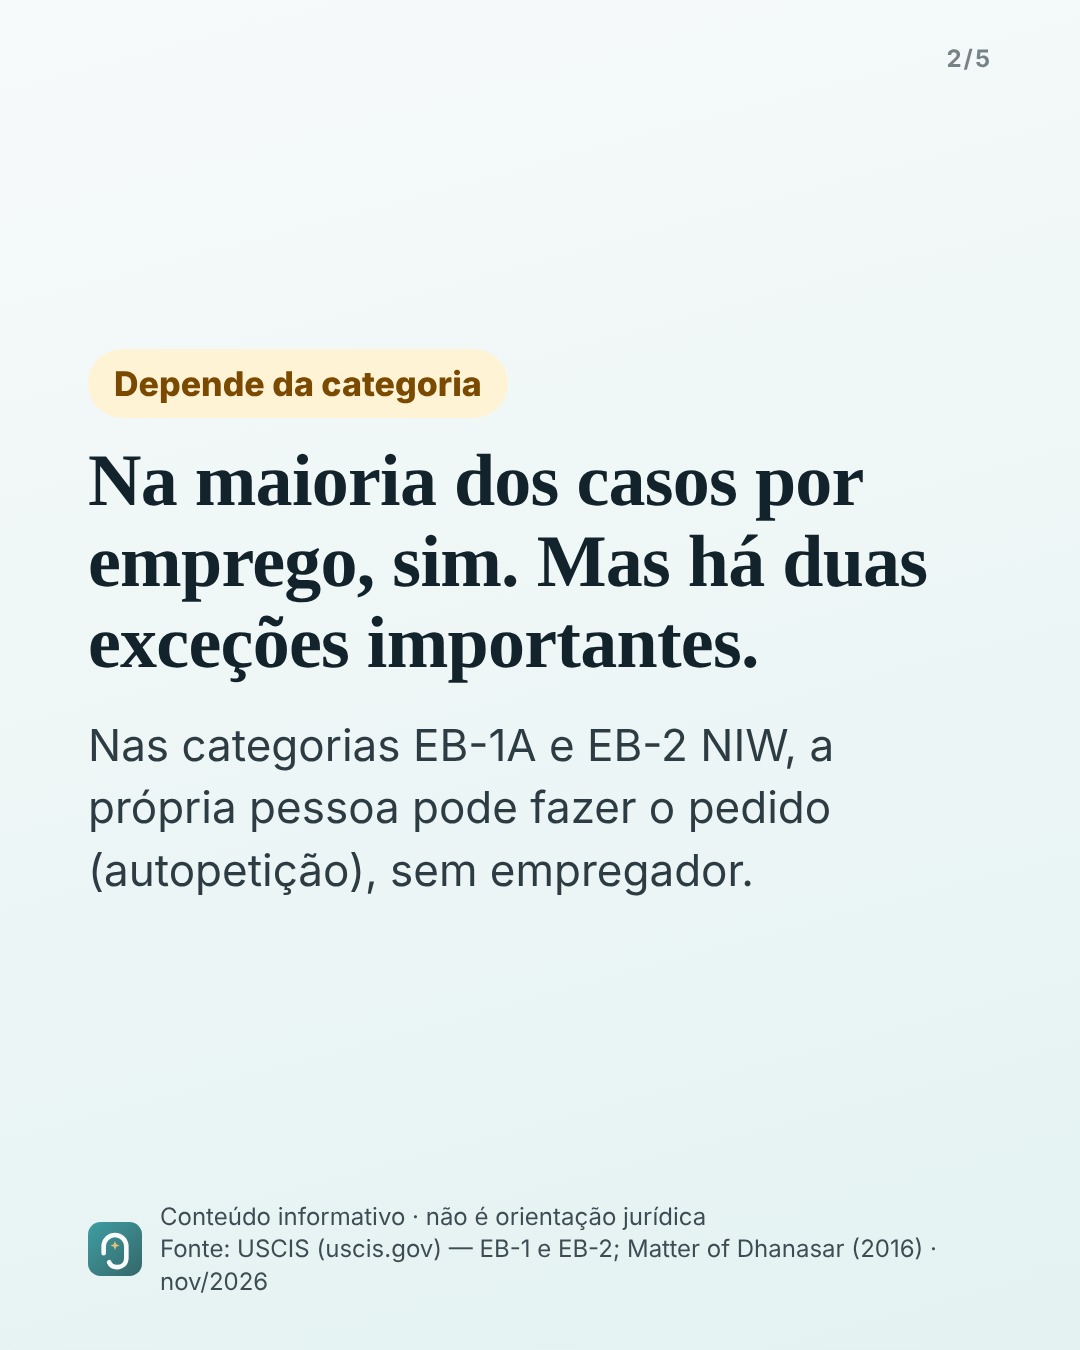 2/5
Depende da categoria
Na maioria dos casos por
emprego, sim. Mas há duas
exceções importantes.
Nas categorias EB-1A e EB-2 NIW, a
própria pessoa pode fazer o pedido
(autopetição), sem empregador.
Conteúdo informativo · não é orientação jurídica
Fonte: USCIS (uscis.gov) — EB-1 e EB-2; Matter of Dhanasar (2016) ·
nov/2026